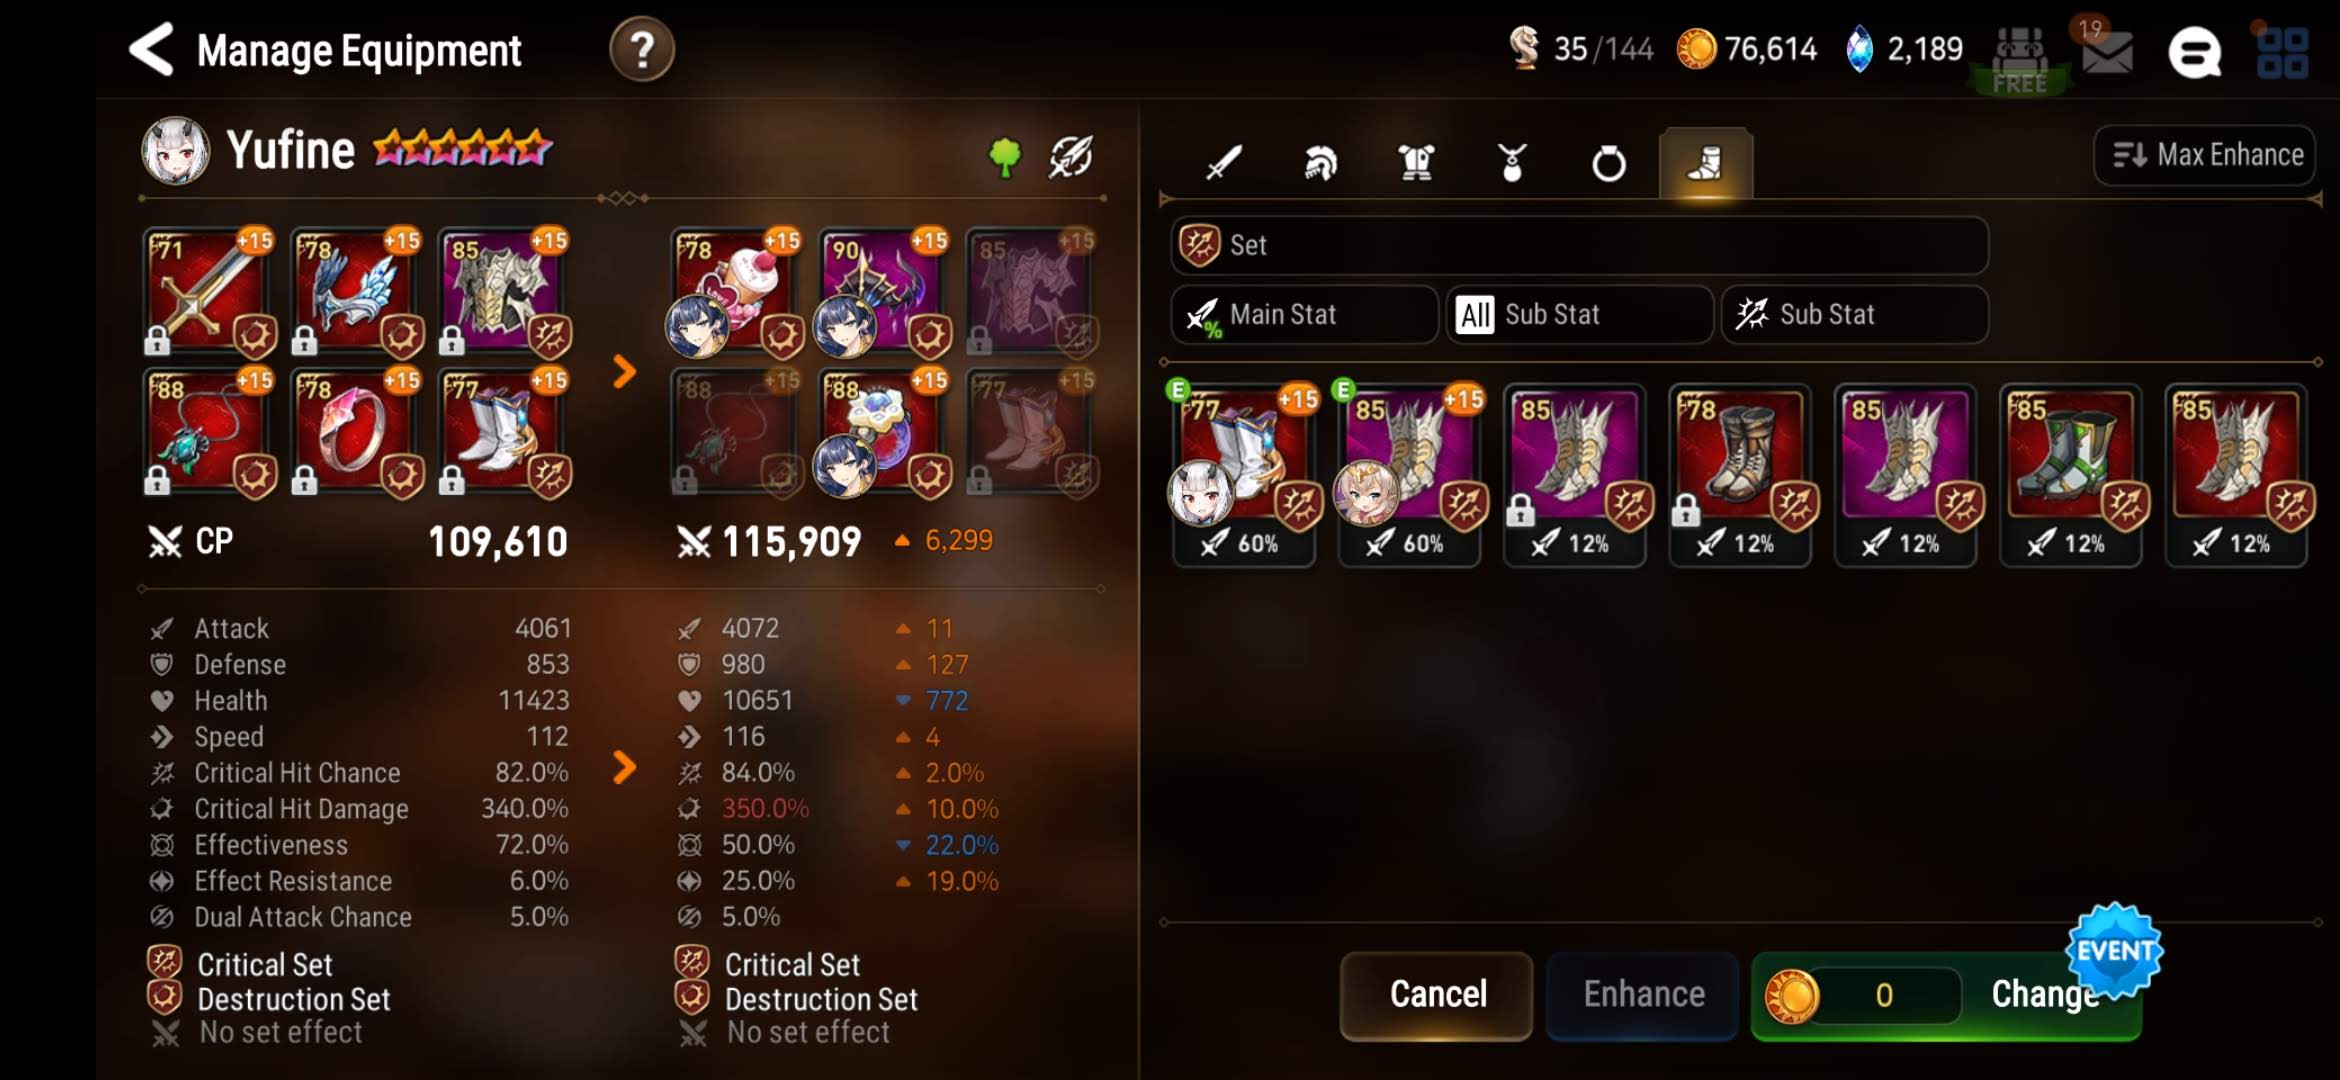 Manage Equipment ? 35/144 76,614 2,189 FREE 19
Yufine
Max Enhance
71 +15 78 +15 85 +15 78 +15 90 +15 85 +15
Set
All
% Main Stat Sub Stat Sub Stat
88 +15 78 +15 77 +15 88 +15 88 +15 77 +15
E 77 +15 E 85 +15 85 78 85 85 85
60% 60% 12% 12% 12% 12% 12%
CP 109,610 115,909 6,299
Attack 4061 4072 11
Defense 853 980 127
Health 11423 10651 772
Speed 112 116 4
Critical Hit Chance 82.0% 84.0% 2.0%
Critical Hit Damage 340.0% 350.0% 10.0%
Effectiveness 72.0% 50.0% 22.0%
Effect Resistance 6.0% 25.0% 19.0%
Dual Attack Chance 5.0% 5.0%
Critical Set Critical Set
Destruction Set Destruction Set
No set effect No set effect
EVENT
Cancel Enhance 0 Change